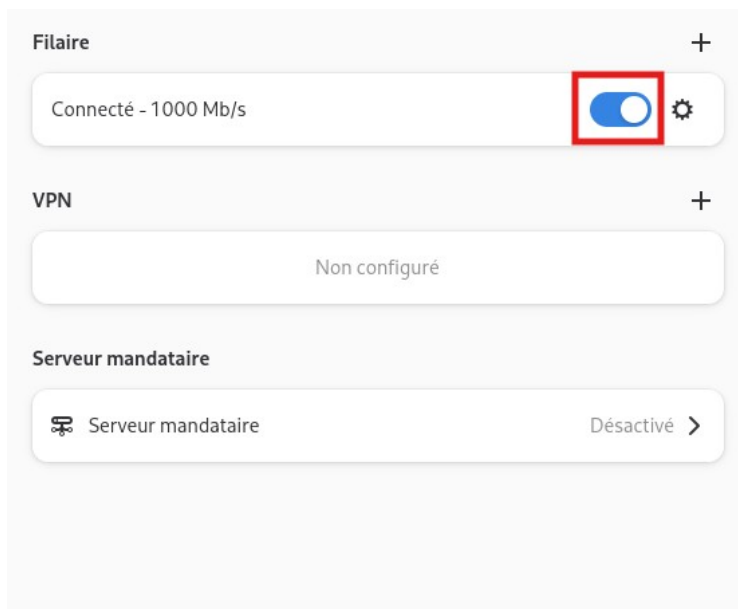 Filaire
Connecté - 1000 Mb/s
VPN
Non configuré
Serveur mandataire
Serveur mandataire Désactivé